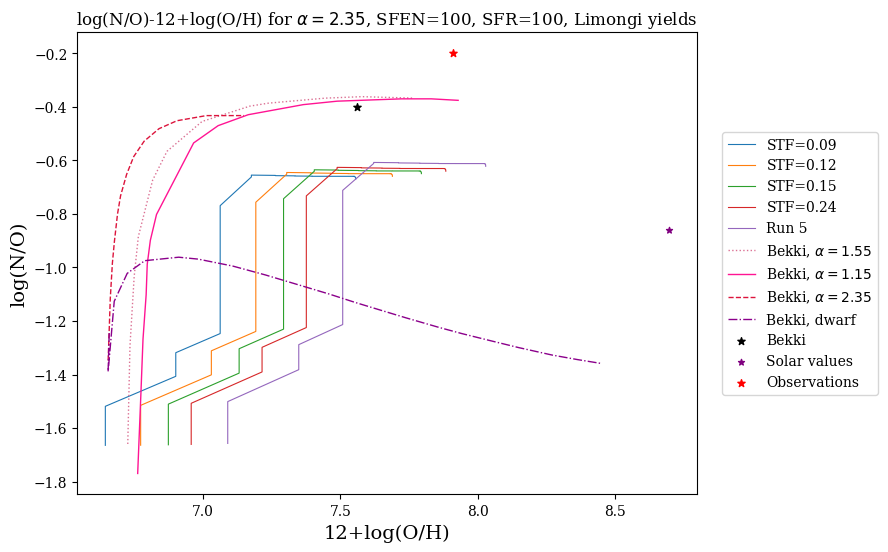 log(N/O)-12+log(O/H) for α = 2.35, SFEN=100, SFR=100, Limongi yields
−0.2
−0.4
−0.6
−0.8
−1.0
−1.2
−1.4
−1.6
−1.8
log(N/O)
7.0 7.5 8.0 8.5
12+log(O/H)
STF=0.09
STF=0.12
STF=0.15
STF=0.24
Run 5
Bekki, α = 1.55
Bekki, α = 1.15
Bekki, α = 2.35
Bekki, dwarf
Bekki
Solar values
Observations